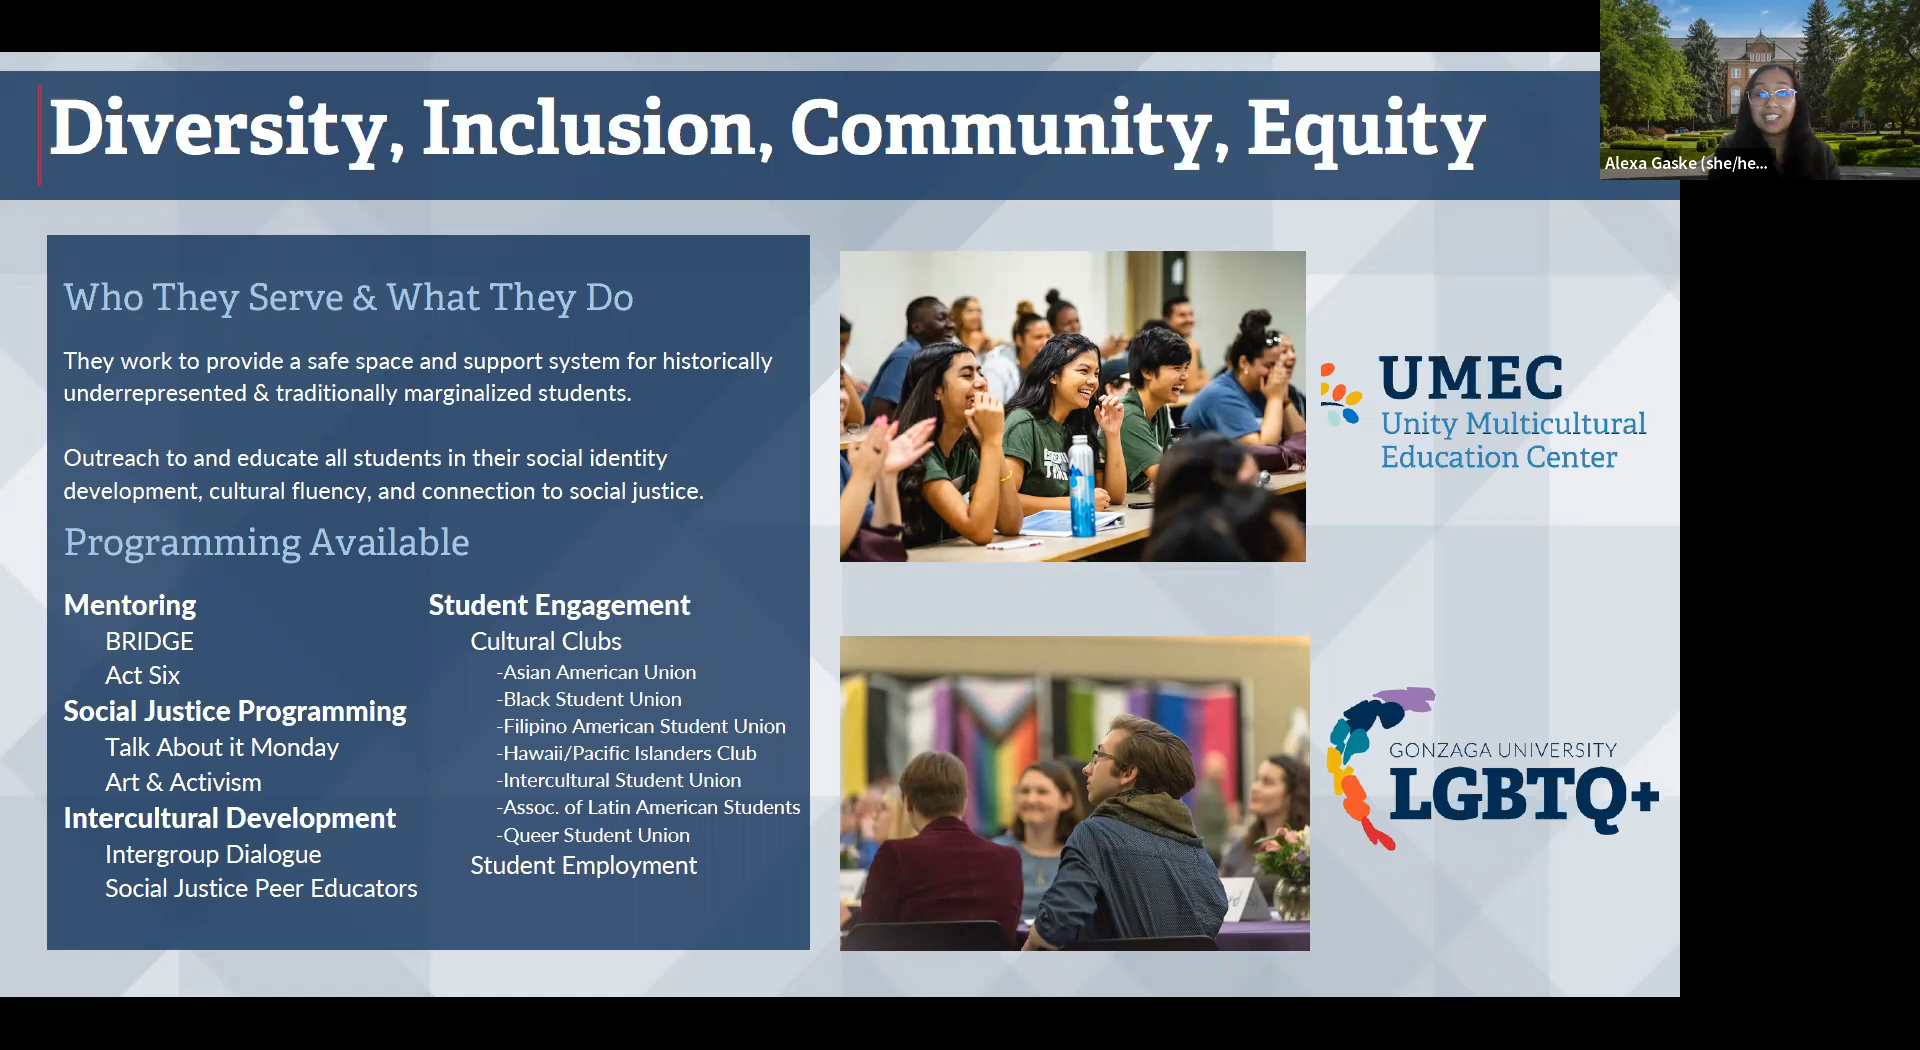 Diversity, Inclusion, Community, Equity
Alexa Gaske (she/he...
Who They Serve & What They Do
They work to provide a safe space and support system for historically
underrepresented & traditionally marginalized students.
Outreach to and educate all students in their social identity
development, cultural fluency, and connection to social justice.
Programming Available
Mentoring
BRIDGE
Act Six
Social Justice Programming
Talk About it Monday
Art & Activism
Intercultural Development
Intergroup Dialogue
Social Justice Peer Educators
Student Engagement
Cultural Clubs
-Asian American Union
-Black Student Union
-Filipino American Student Union
-Hawaii/Pacific Islanders Club
-Intercultural Student Union
-Assoc. of Latin American Students
-Queer Student Union
Student Employment
UMEC
Unity Multicultural
Education Center
GONZAGA UNIVERSITY
LGBTQ+